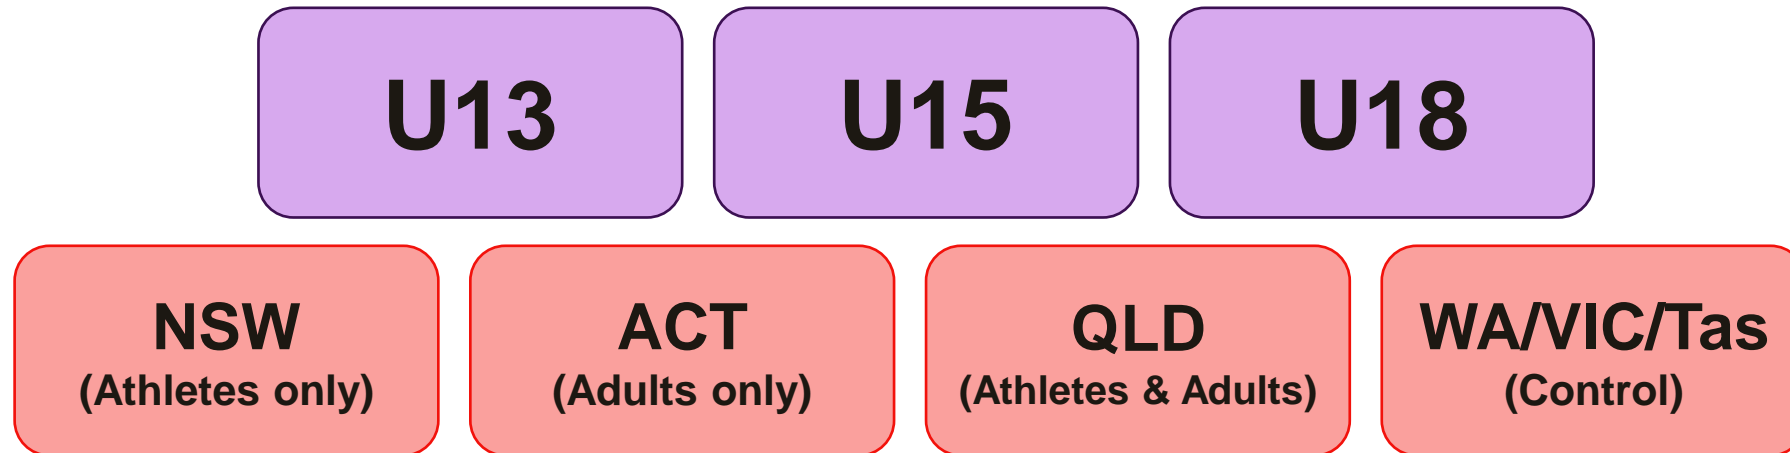 U13
U15
U18
NSW
(Athletes only)
ACT
(Adults only)
QLD
(Athletes & Adults)
WA/VIC/Tas
(Control)